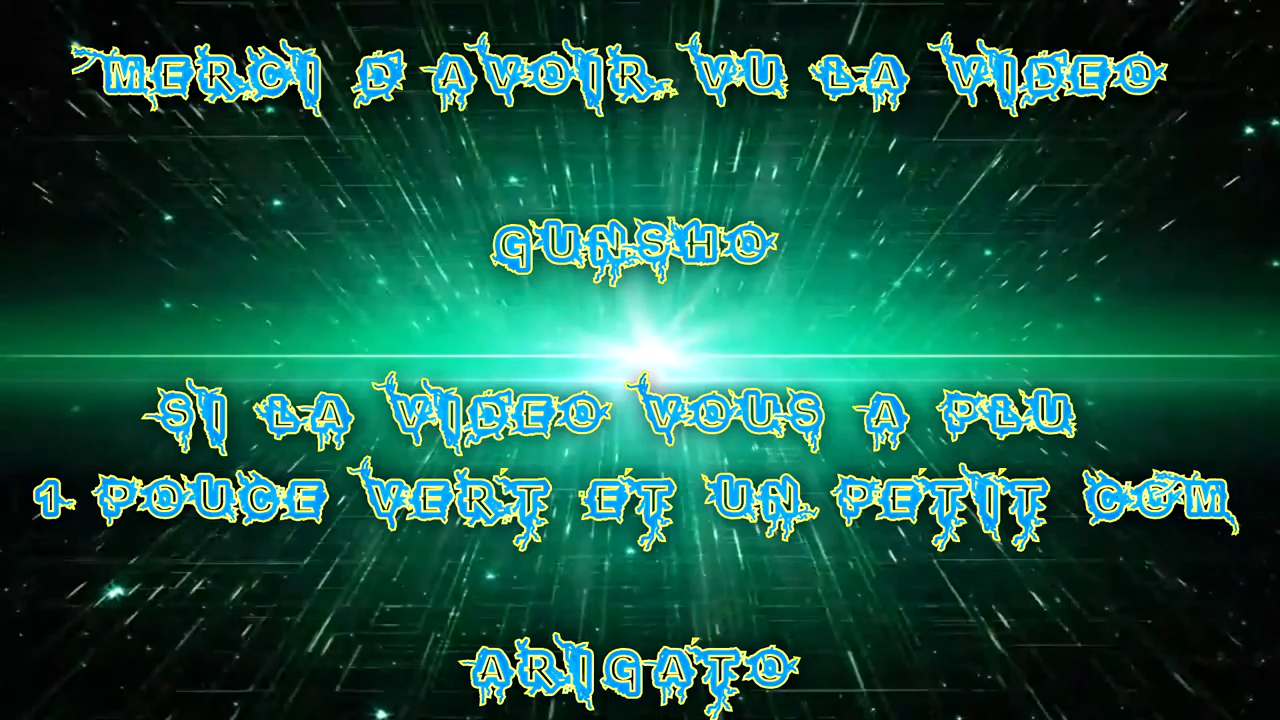 MERCI D AVOIR VU LA VIDEO
GUNSHO
SI LA VIDEO VOUS A PLU
1 POUCE VERT ET UN PETIT COM
ARIGATO